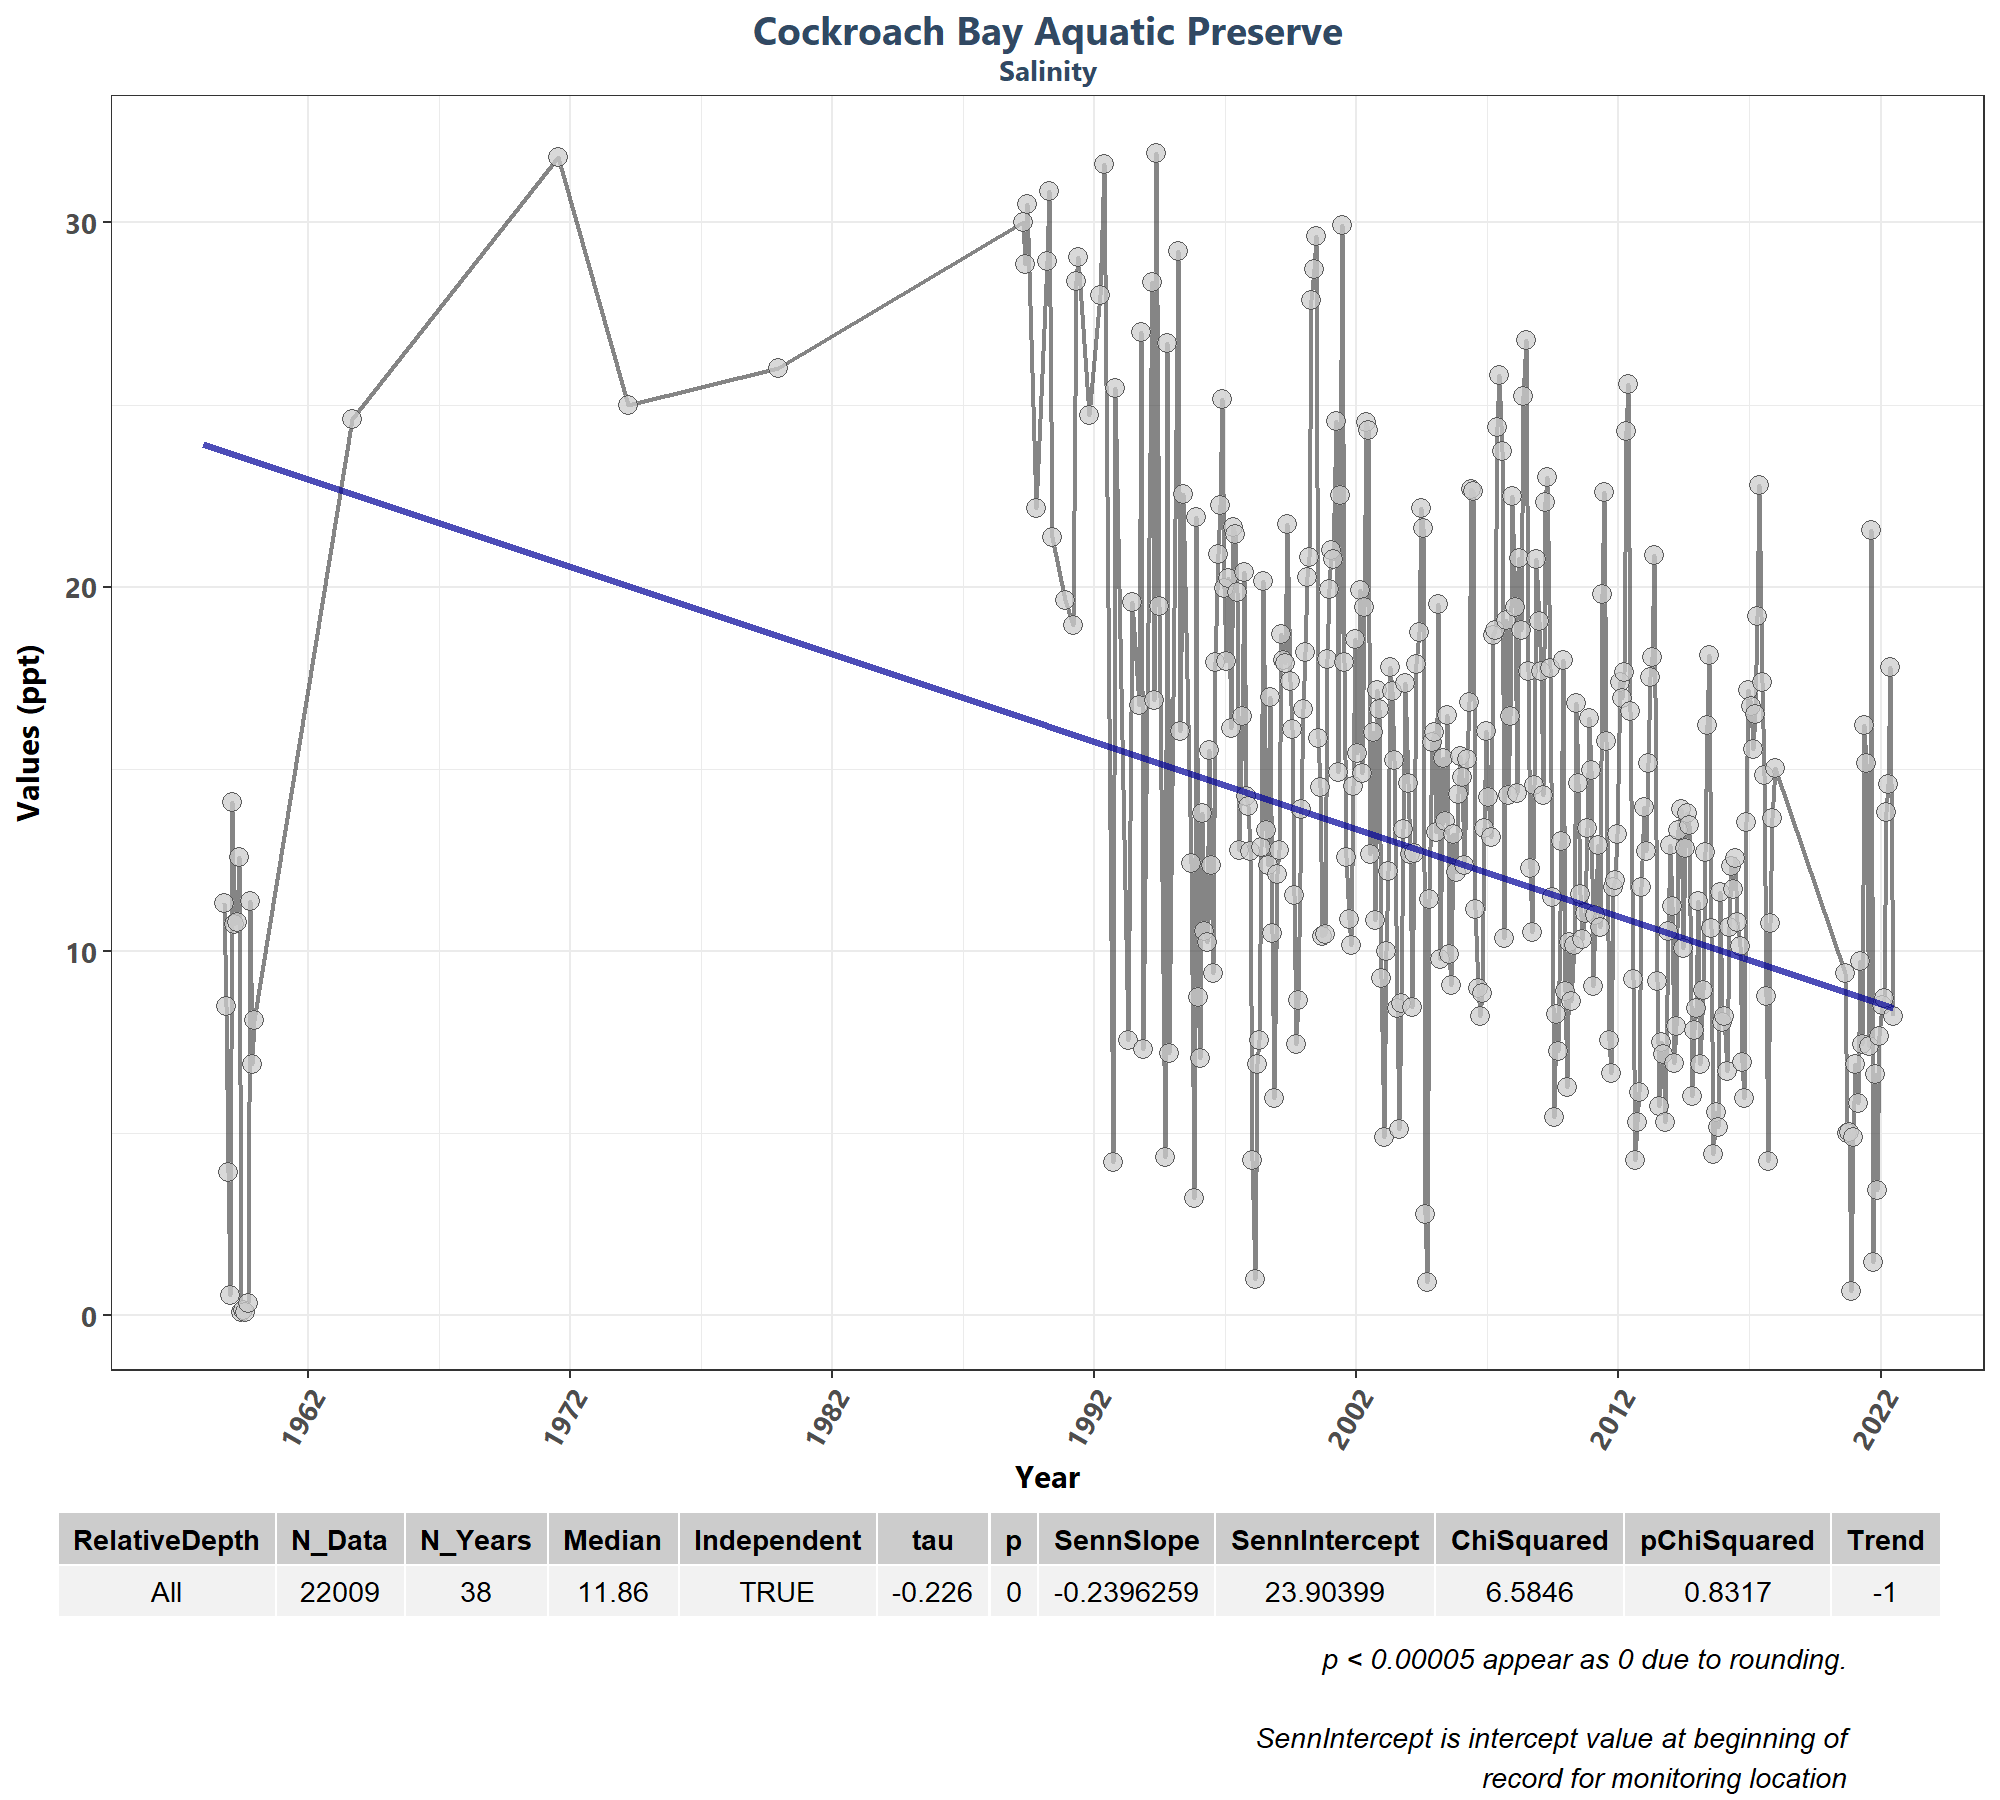 Cockroach Bay Aquatic Preserve
Salinity
Values (ppt)
30
20
10
0
1962 1972 1982 1992 2002 2012 2022
Year
RelativeDepth N_Data N_Years Median Independent tau p SennSlope SennIntercept ChiSquared pChiSquared Trend
All 22009 38 11.86 TRUE -0.226 0 -0.2396259 23.90399 6.5846 0.8317 -1
p < 0.00005 appear as 0 due to rounding.
SennIntercept is intercept value at beginning of
record for monitoring location